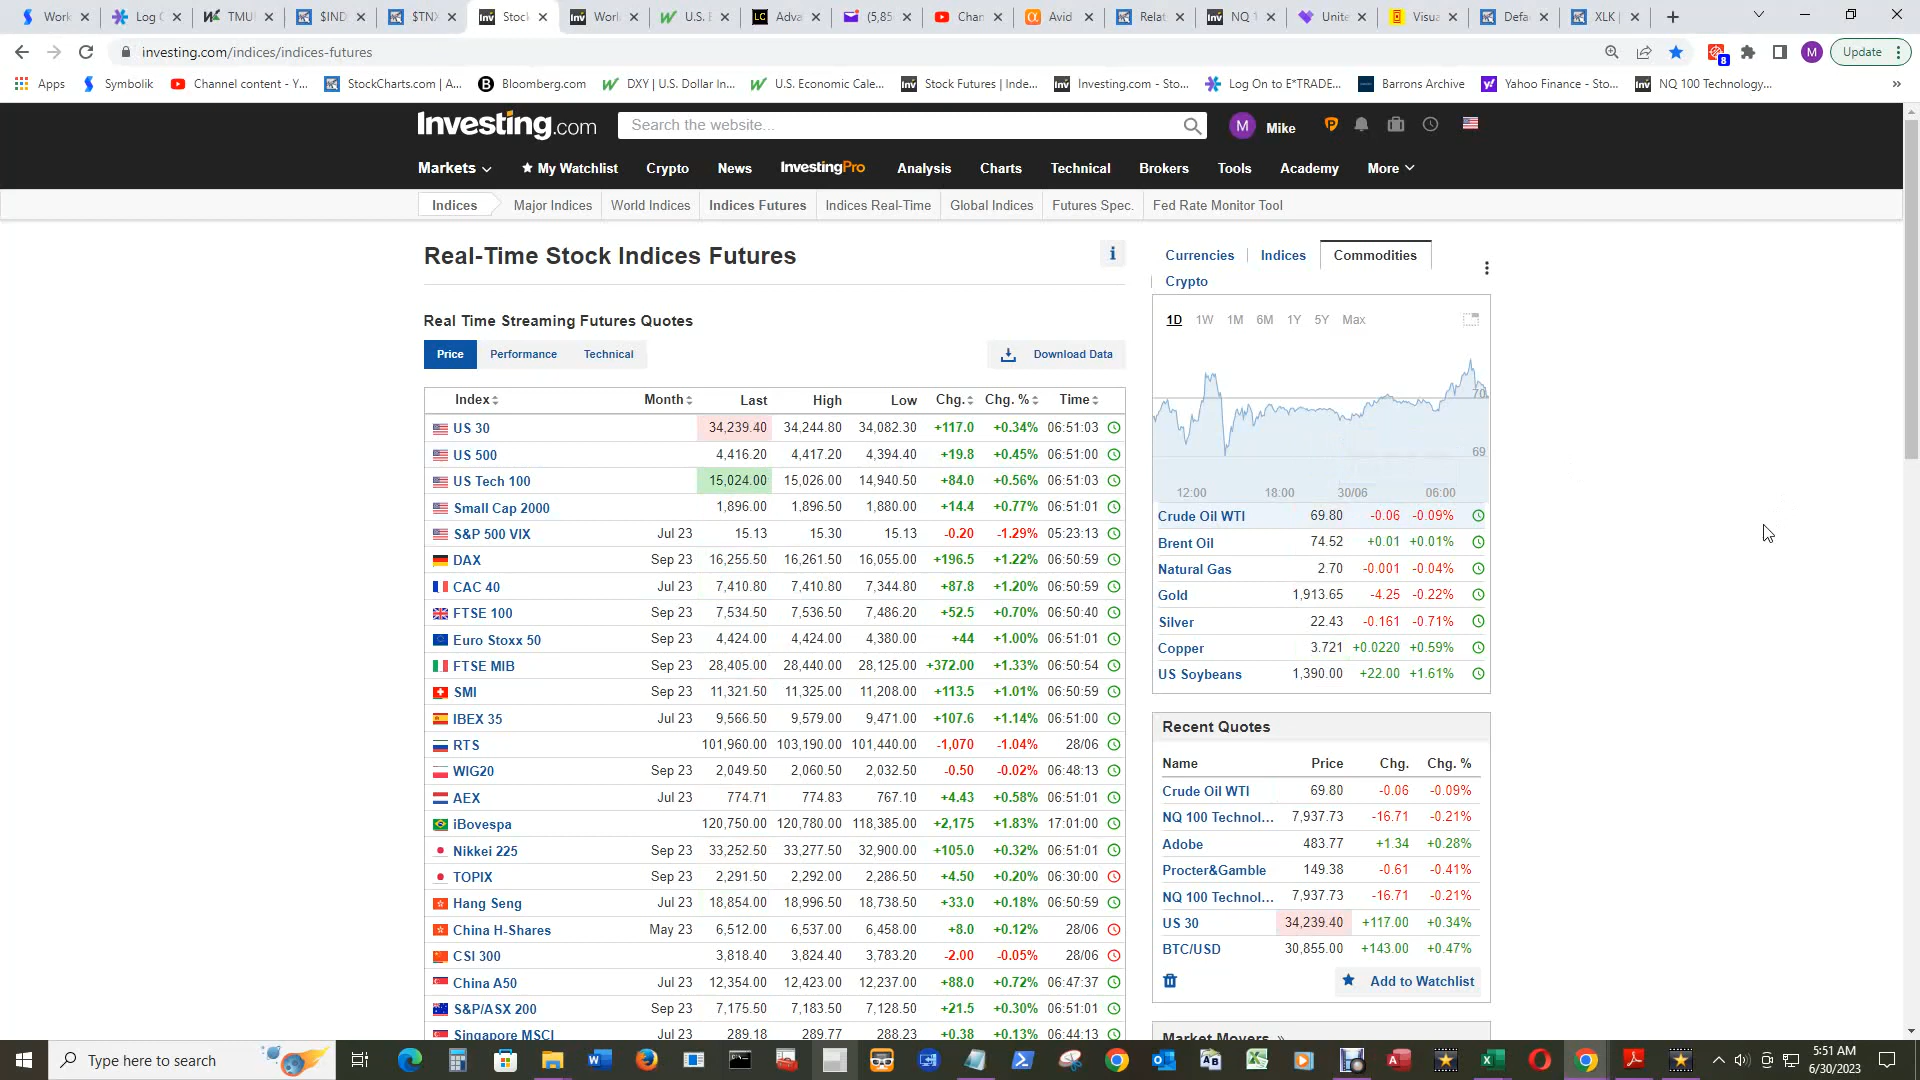 Work
Log C
TMU
$IND
$TNX
Stoc
Worl
U.S. E
Adva
(5,85
Chan
Avid
Relat
NQ 1
Unite
Visua
Defa
XLK |
investing.com/indices/indices-futures
8
M
Update
Apps
Symbolik
Channel content - Y...
StockCharts.com | A...
Bloomberg.com
DXY | U.S. Dollar In...
U.S. Economic Cale...
Stock Futures | Inde...
Investing.com - Sto...
Log On to E*TRADE...
Barrons Archive
Yahoo Finance - Sto...
NQ 100 Technology...
Investing.com
Search the website...
M
Mike
Markets
My Watchlist
Crypto
News
InvestingPro
Analysis
Charts
Technical
Brokers
Tools
Academy
More
Indices
Major Indices
World Indices
Indices Futures
Indices Real-Time
Global Indices
Futures Spec.
Fed Rate Monitor Tool
Real-Time Stock Indices Futures
Real Time Streaming Futures Quotes
Price
Performance
Technical
Download Data
Index Month Last High Low Chg. Chg. % Time
US 30 34,239.40 34,244.80 34,082.30 +117.0 +0.34% 06:51:03
US 500 4,416.20 4,417.20 4,394.40 +19.8 +0.45% 06:51:00
US Tech 100 15,024.00 15,026.00 14,940.50 +84.0 +0.56% 06:51:03
Small Cap 2000 1,896.00 1,896.50 1,880.00 +14.4 +0.77% 06:51:01
S&P 500 VIX Jul 23 15.13 15.30 15.13 -0.20 -1.29% 05:23:13
DAX Sep 23 16,255.50 16,261.50 16,055.00 +196.5 +1.22% 06:50:59
CAC 40 Jul 23 7,410.80 7,410.80 7,344.80 +87.8 +1.20% 06:50:59
FTSE 100 Sep 23 7,534.50 7,536.50 7,486.20 +52.5 +0.70% 06:50:40
Euro Stoxx 50 Sep 23 4,424.00 4,424.00 4,380.00 +44 +1.00% 06:51:01
FTSE MIB Sep 23 28,405.00 28,440.00 28,125.00 +372.00 +1.33% 06:50:54
SMI Sep 23 11,321.50 11,325.00 11,208.00 +113.5 +1.01% 06:50:59
IBEX 35 Jul 23 9,566.50 9,579.00 9,471.00 +107.6 +1.14% 06:51:00
RTS 101,960.00 103,190.00 101,440.00 -1,070 -1.04% 28/06
WIG20 Sep 23 2,049.50 2,060.50 2,032.50 -0.50 -0.02% 06:48:13
AEX Jul 23 774.71 774.83 767.10 +4.43 +0.58% 06:51:01
iBovespa 120,750.00 120,780.00 118,385.00 +2,175 +1.83% 17:01:00
Nikkei 225 Sep 23 33,252.50 33,277.50 32,900.00 +105.0 +0.32% 06:51:01
TOPIX Sep 23 2,291.50 2,292.00 2,286.50 +4.50 +0.20% 06:30:00
Hang Seng Jul 23 18,854.00 18,996.50 18,738.50 +33.0 +0.18% 06:50:59
China H-Shares May 23 6,512.00 6,537.00 6,458.00 +8.0 +0.12% 28/06
CSI 300 3,818.40 3,824.40 3,783.20 -2.00 -0.05% 28/06
China A50 Jul 23 12,354.00 12,423.00 12,237.00 +88.0 +0.72% 06:47:37
S&P/ASX 200 Sep 23 7,175.50 7,183.50 7,128.50 +21.5 +0.30% 06:51:01
Singapore MSCI Jul 23 289.18 289.77 288.23 +0.38 +0.13% 06:44:13
Currencies
Indices
Commodities
Crypto
1D 1W 1M 6M 1Y 5Y Max
70
69
12:00 18:00 30/06 06:00
Crude Oil WTI 69.80 -0.06 -0.09%
Brent Oil 74.52 +0.01 +0.01%
Natural Gas 2.70 -0.001 -0.04%
Gold 1,913.65 -4.25 -0.22%
Silver 22.43 -0.161 -0.71%
Copper 3.721 +0.0220 +0.59%
US Soybeans 1,390.00 +22.00 +1.61%
Recent Quotes
Name Price Chg. Chg. %
Crude Oil WTI 69.80 -0.06 -0.09%
NQ 100 Technol... 7,937.73 -16.71 -0.21%
Adobe 483.77 +1.34 +0.28%
Procter&Gamble 149.38 -0.61 -0.41%
NQ 100 Technol... 7,937.73 -16.71 -0.21%
US 30 34,239.40 +117.00 +0.34%
BTC/USD 30,855.00 +143.00 +0.47%
Add to Watchlist
Market Movers »
Type here to search
5:51 AM
6/30/2023